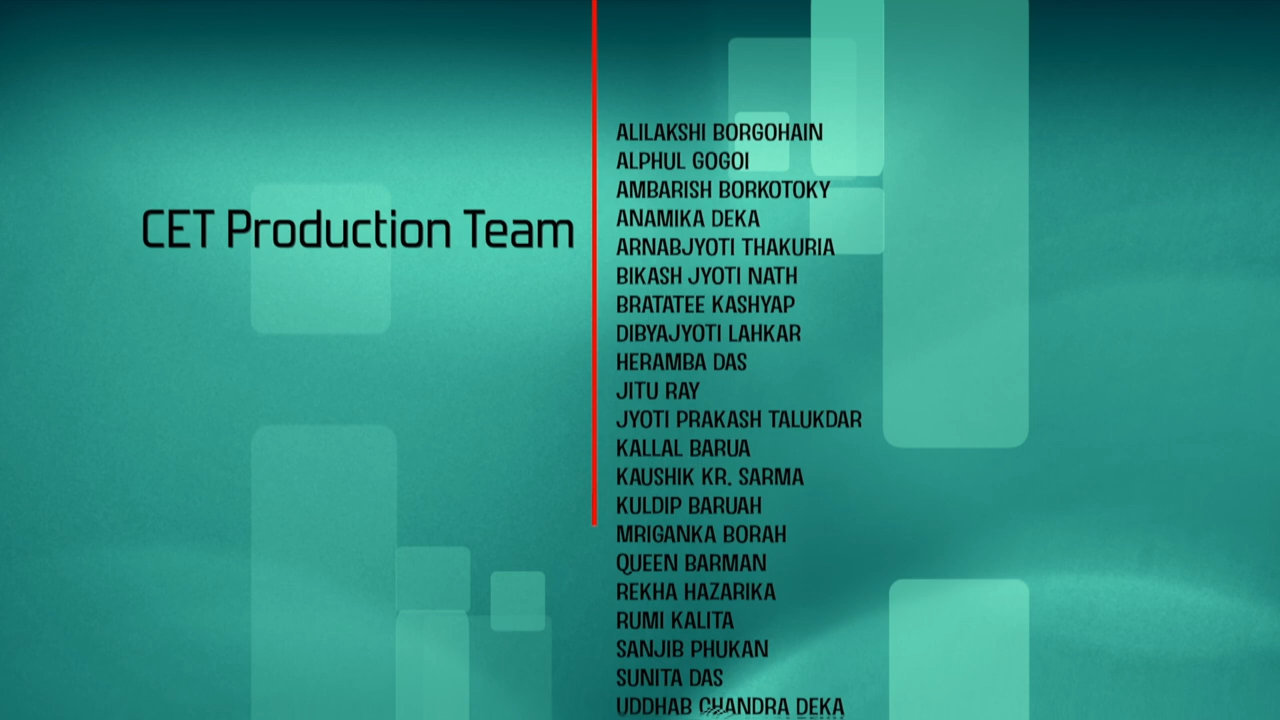 CET Production Team
ALILAKSHI BORGOHAIN
ALPHUL GOGOI
AMBARISH BORKOTOKY
ANAMIKA DEKA
ARNABJYOTI THAKURIA
BIKASH JYOTI NATH
BRATATEE KASHYAP
DIBYAJYOTI LAHKAR
HERAMBA DAS
JITU RAY
JYOTI PRAKASH TALUKDAR
KALLAL BARUA
KAUSHIK KR. SARMA
KULDIP BARUAH
MRIGANKA BORAH
QUEEN BARMAN
REKHA HAZARIKA
RUMI KALITA
SANJIB PHUKAN
SUNITA DAS
UDDHAB CHANDRA DEKA